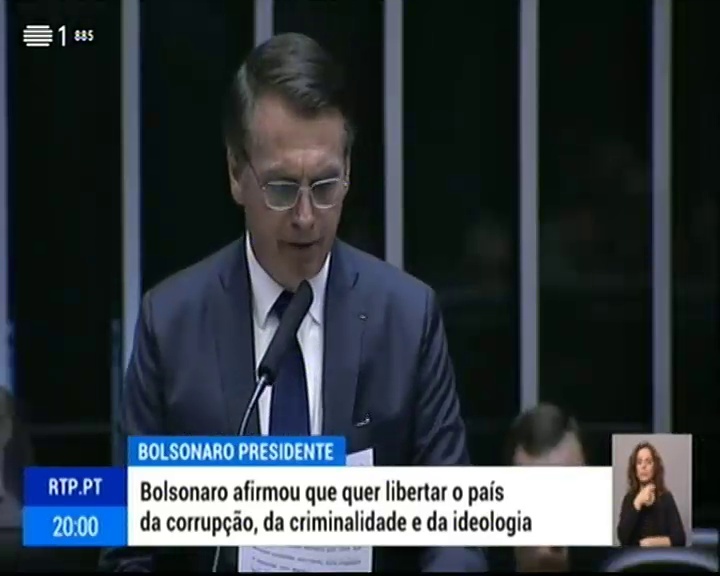 1 885
BOLSONARO PRESIDENTE
RTP.PT
Bolsonaro afirmou que quer libertar o país
da corrupção, da criminalidade e da ideologia
20:00